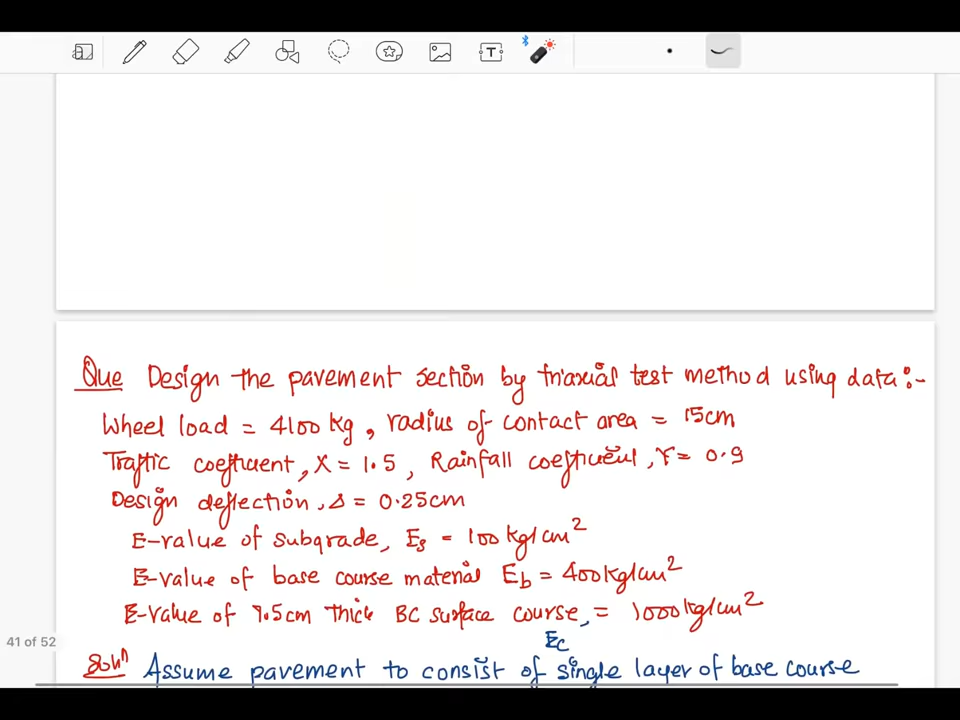 T
Que Design the pavement section by triaxial test method using data:-
Wheel load = 4100 kg, radius of contact area = 15cm
Traffic coefficient, X = 1.5, Rainfall coefficient, Y = 0.9
Design deflection, Δ = 0.25cm
E-value of subgrade, Es = 100 kg/cm²
E-value of base course material Eb = 400kg/cm²
E-value of 7.5cm thick BC surface course, = 1000kg/cm²
Ec
41 of 52
Solⁿ Assume pavement to consist of single layer of base course